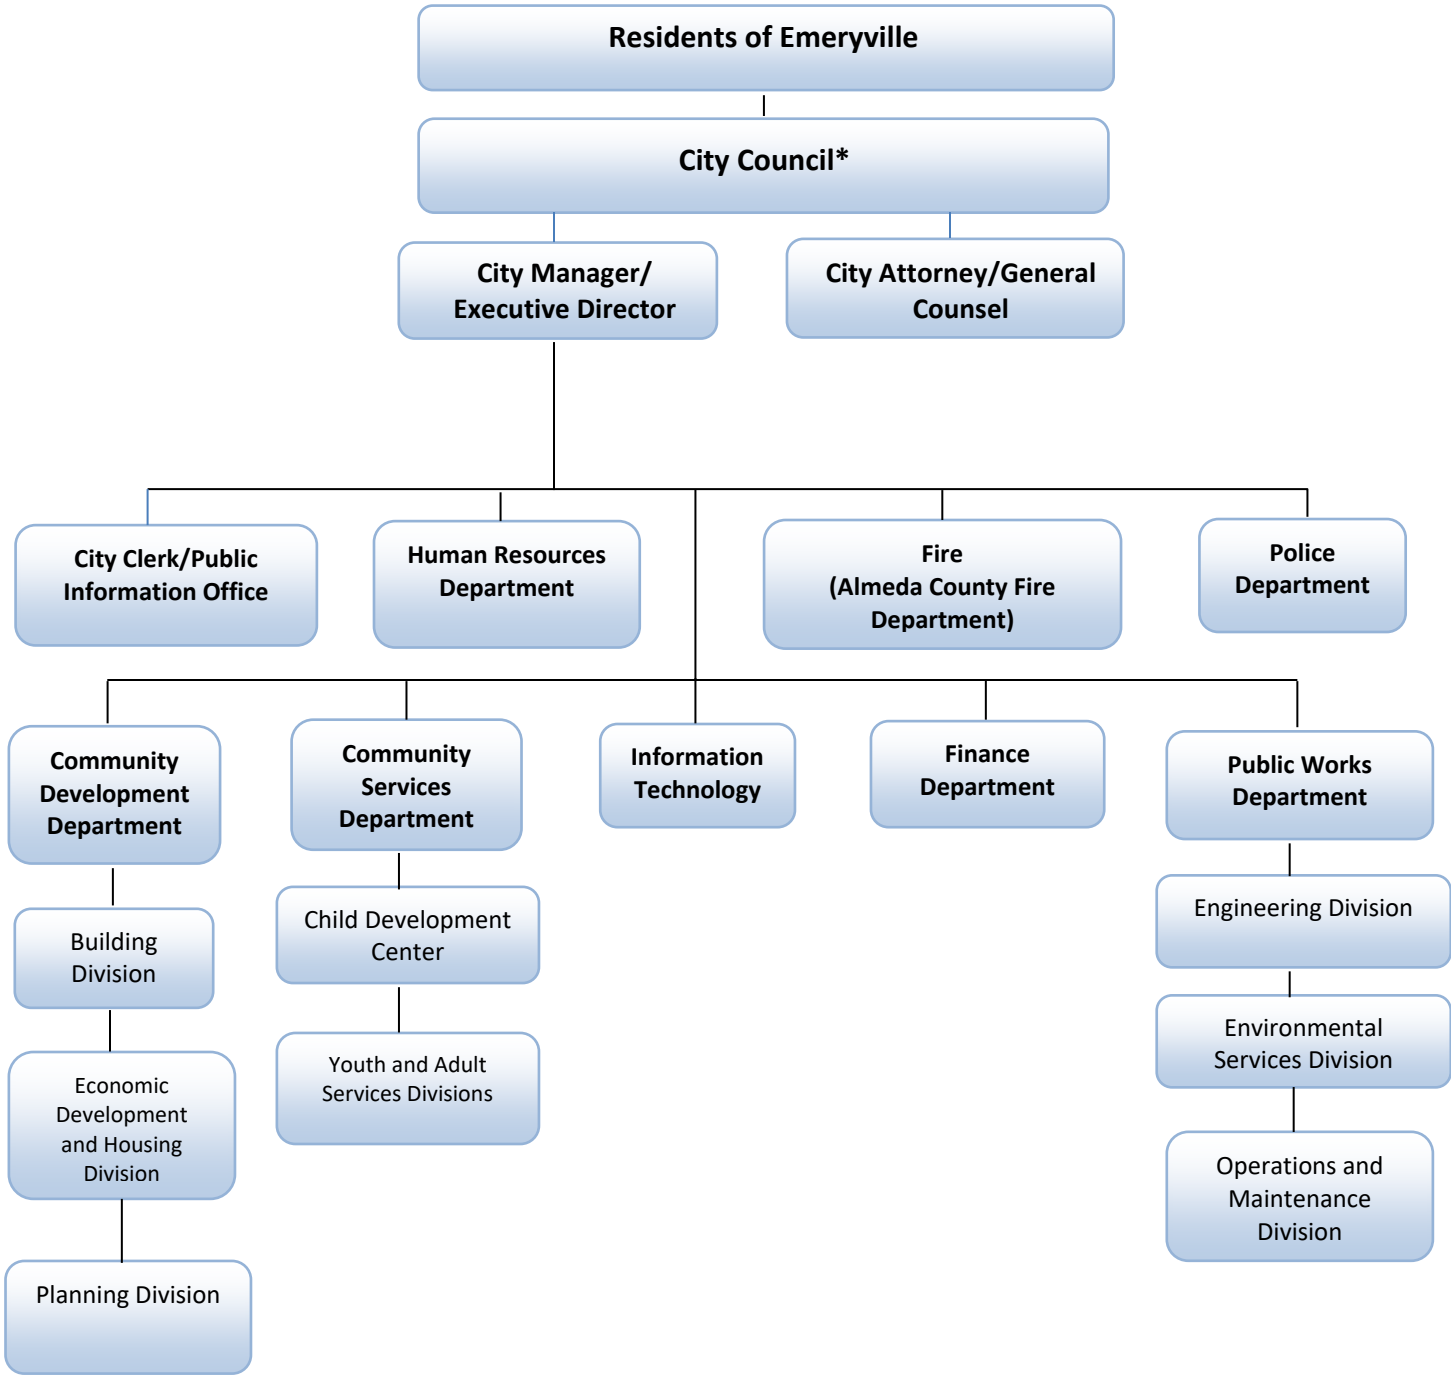 Residents of Emeryville
City Council*
City Manager/
Executive Director
City Attorney/General
Counsel
City Clerk/Public
Information Office
Human Resources
Department
Fire
(Almeda County Fire
Department)
Police
Department
Community
Development
Department
Community
Services
Department
Information
Technology
Finance
Department
Public Works
Department
Building
Division
Child Development
Center
Engineering Division
Economic
Development
and Housing
Division
Youth and Adult
Services Divisions
Environmental
Services Division
Planning Division
Operations and
Maintenance
Division